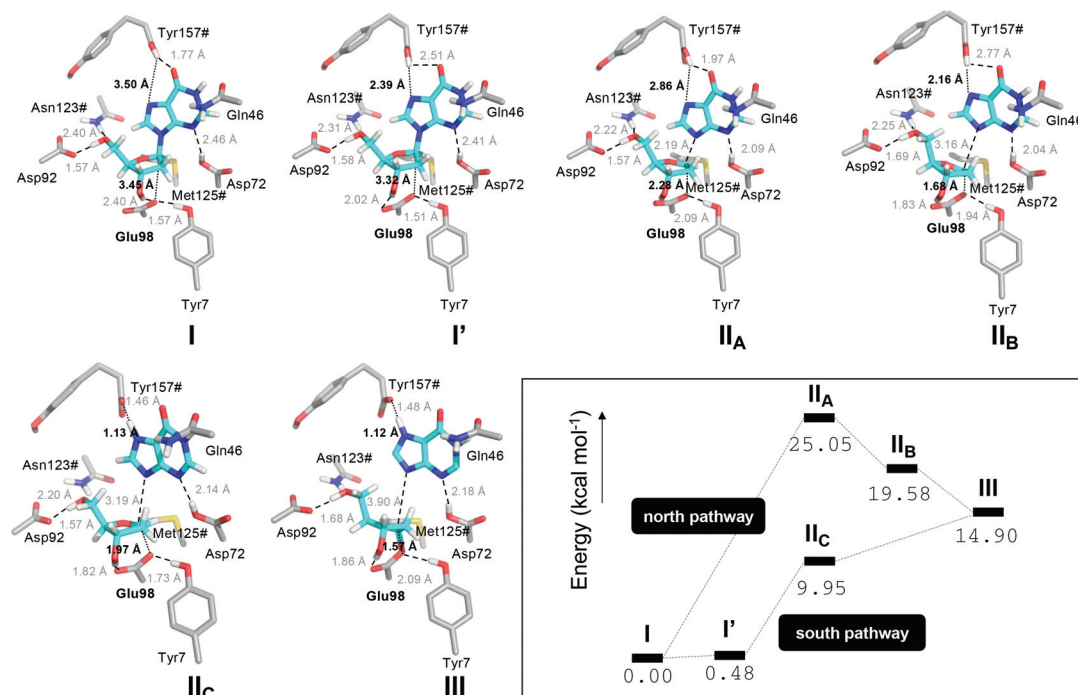 Tyr157#
1.77 Å
3.50 Å
Asn123#
Gln46
2.40 Å
2.46 Å
Asp92
1.57 Å
3.45 Å
Asp72
Met125#
2.40 Å
1.57 Å
Glu98
Tyr7
I
Tyr157#
2.51 Å
2.39 Å
Asn123#
Gln46
2.31 Å
2.41 Å
Asp92
1.58 Å
3.32 Å
Asp72
Met125#
2.02 Å
1.51 Å
Glu98
Tyr7
I’
Tyr157#
1.97 Å
2.86 Å
Asn123#
Gln46
2.22 Å
2.19 Å
2.09 Å
Asp92
1.57 Å
2.28 Å
Asp72
Met125#
2.09 Å
Glu98
Tyr7
IIA
Tyr157#
2.77 Å
2.16 Å
Asn123#
Gln46
2.25 Å
3.16 Å
2.04 Å
Asp92
1.69 Å
1.68 Å
Met125#
Asp72
1.83 Å
1.94 Å
Glu98
Tyr7
IIB
Tyr157#
1.46 Å
1.13 Å
Gln46
Asn123#
2.20 Å
3.19 Å
2.14 Å
Asp92
1.57 Å
1.97 Å
Met125#
Asp72
1.82 Å
1.73 Å
Glu98
Tyr7
IIC
Tyr157#
1.48 Å
1.12 Å
Gln46
Asn123#
3.90 Å
2.18 Å
Asp92
1.68 Å
Met125#
1.57 Å
Asp72
1.86 Å
2.09 Å
Glu98
Tyr7
III
Energy (kcal mol-1)
IIA
25.05
IIB
19.58
III
14.90
north pathway
IIC
9.95
I
0.00
I’
0.48
south pathway